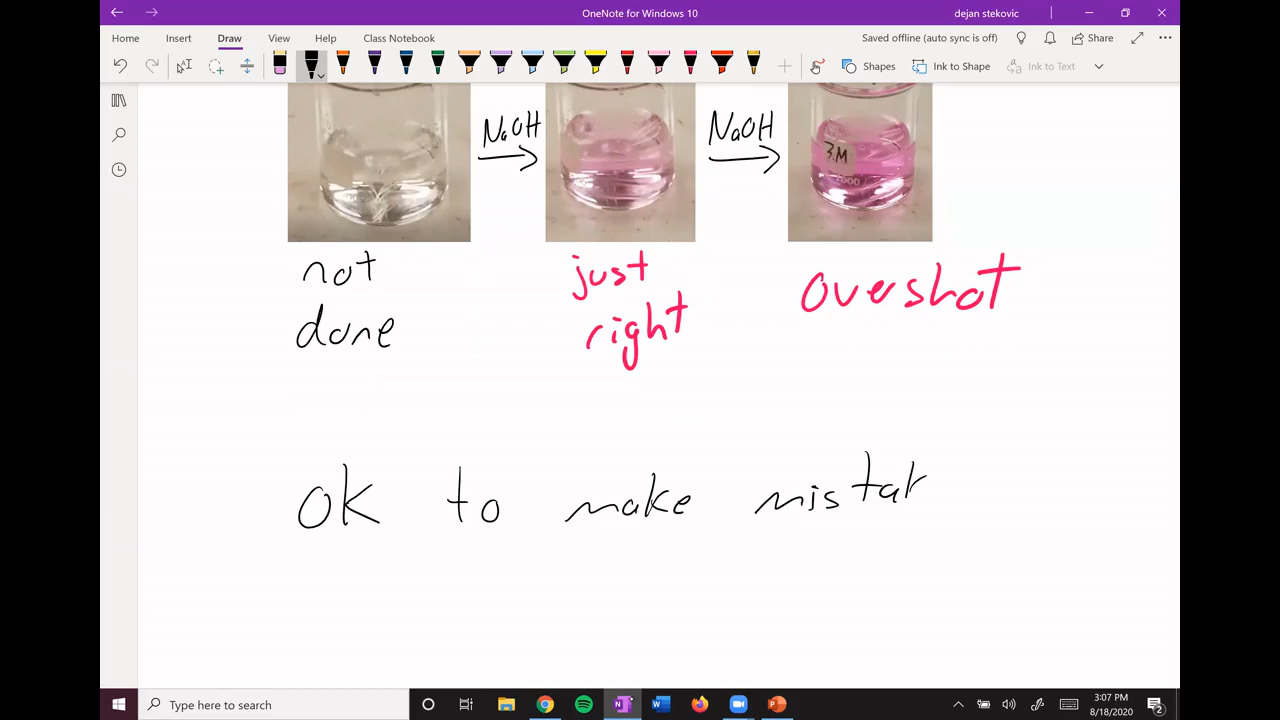 OneNote for Windows 10
dejan stekovic
Home Insert Draw View Help Class Notebook
Saved offline (auto sync is off) Share
Shapes Ink to Shape Ink to Text
NaOH NaOH
3.M
not
done
just
right
overshot
ok to make mistak
Type here to search
3:07 PM
8/18/2020
2